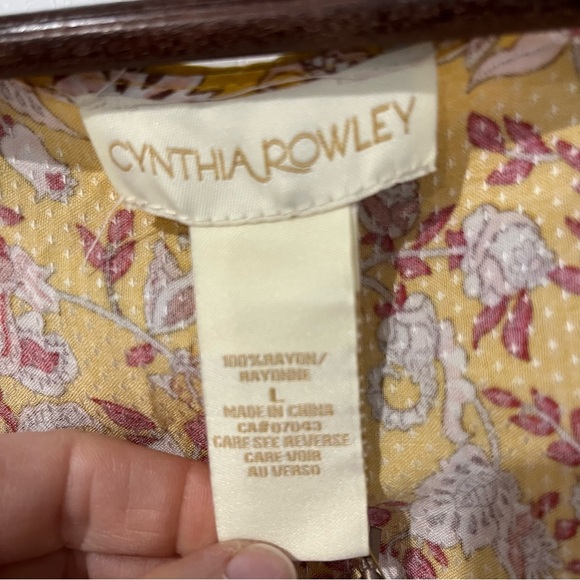 CYNTHIA ROWLEY
100% RAYON/
RAYONNE
L
MADE IN CHINA
CA#07043
CARE SEE REVERSE
CARE-VOIR
AU VERSO